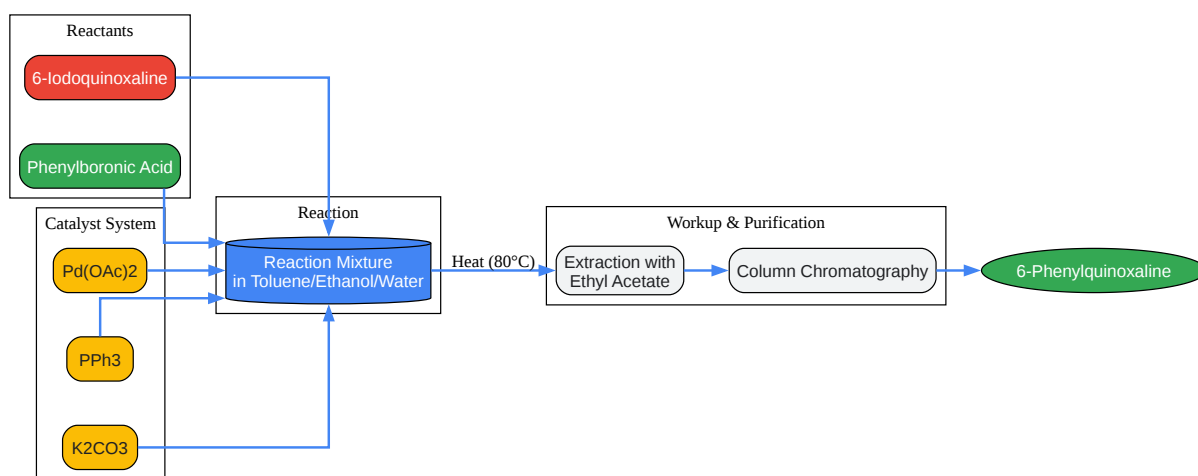 Reactants
6-Iodoquinoxaline
Phenylboronic Acid
Catalyst System
Pd(OAc)2
PPh3
K2CO3
Reaction
Reaction Mixture
in Toluene/Ethanol/Water
Heat (80°C)
Workup & Purification
Extraction with
Ethyl Acetate
Column Chromatography
6-Phenylquinoxaline